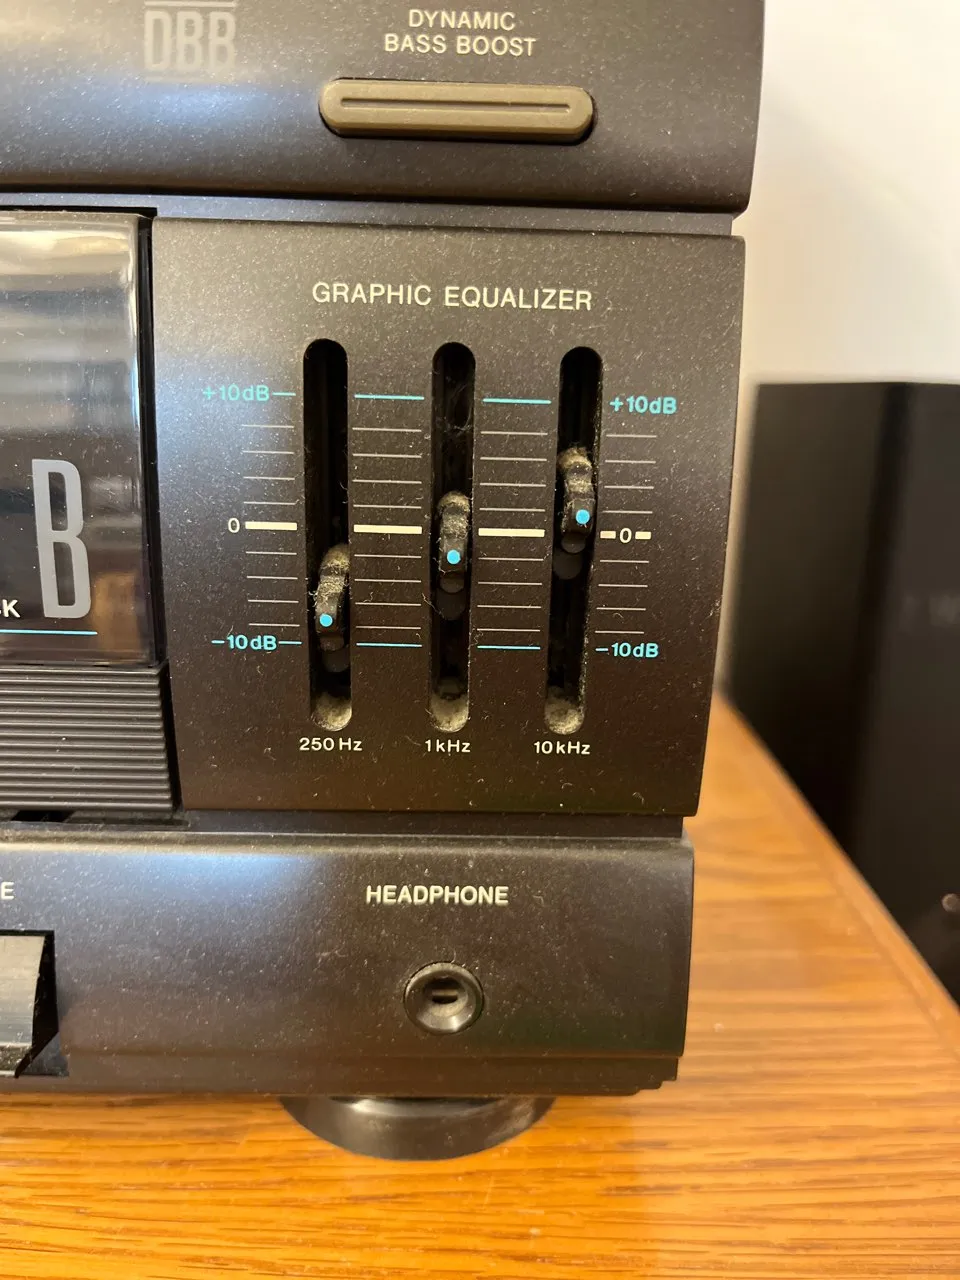 DBB
DYNAMIC
BASS BOOST
GRAPHIC EQUALIZER
+10dB
+10dB
0
0
B
-10dB
-10dB
250 Hz
1 kHz
10 kHz
HEADPHONE